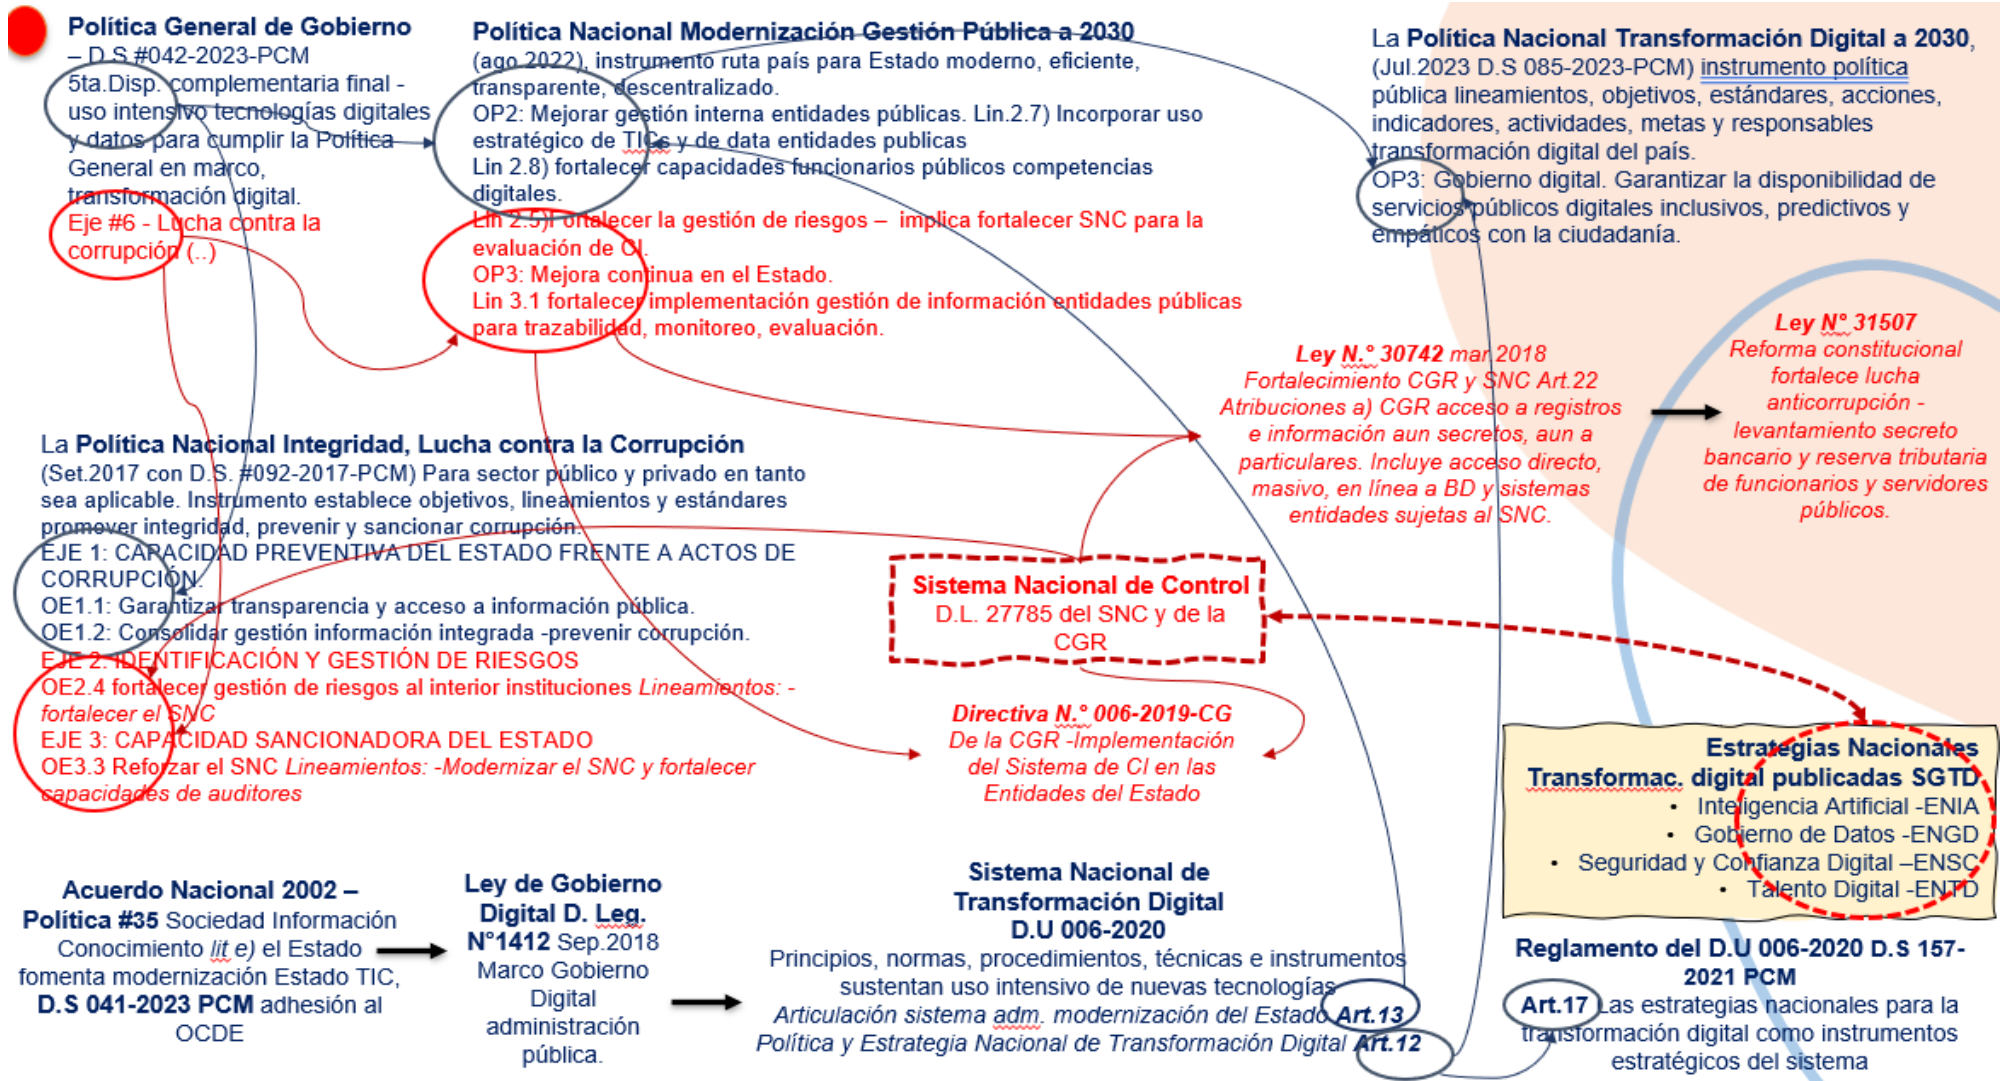 Política General de Gobierno
– D.S #042-2023-PCM
5ta.Disp. complementaria final -
uso intensivo tecnologías digitales
y datos para cumplir la Política
General en marco,
transformación digital.
Eje #6 - Lucha contra la
corrupción (..)
Política Nacional Modernización Gestión Pública a 2030
(ago.2022), instrumento ruta país para Estado moderno, eficiente,
transparente, descentralizado.
OP2: Mejorar gestión interna entidades públicas. Lin.2.7) Incorporar uso
estratégico de TICs y de data entidades publicas
Lin 2.8) fortalecer capacidades funcionarios públicos competencias
digitales.
Lin 2.5)Fortalecer la gestión de riesgos – implica fortalecer SNC para la
evaluación de CI.
OP3: Mejora continua en el Estado.
Lin 3.1 fortalecer implementación gestión de información entidades públicas
para trazabilidad, monitoreo, evaluación.
La Política Nacional Transformación Digital a 2030,
(Jul.2023 D.S 085-2023-PCM) instrumento política
pública lineamientos, objetivos, estándares, acciones,
indicadores, actividades, metas y responsables
transformación digital del país.
OP3: Gobierno digital. Garantizar la disponibilidad de
servicios públicos digitales inclusivos, predictivos y
empáticos con la ciudadanía.
Ley N.° 30742 mar.2018
Fortalecimiento CGR y SNC Art.22
Atribuciones a) CGR acceso a registros
e información aun secretos, aun a
particulares. Incluye acceso directo,
masivo, en línea a BD y sistemas
entidades sujetas al SNC.
Ley N° 31507
Reforma constitucional
fortalece lucha
anticorrupción -
levantamiento secreto
bancario y reserva tributaria
de funcionarios y servidores
públicos.
La Política Nacional Integridad, Lucha contra la Corrupción
(Set.2017 con D.S. #092-2017-PCM) Para sector público y privado en tanto
sea aplicable. Instrumento establece objetivos, lineamientos y estándares
promover integridad, prevenir y sancionar corrupción.
EJE 1: CAPACIDAD PREVENTIVA DEL ESTADO FRENTE A ACTOS DE
CORRUPCIÓN.
OE1.1: Garantizar transparencia y acceso a información pública.
OE1.2: Consolidar gestión información integrada -prevenir corrupción.
EJE 2: IDENTIFICACIÓN Y GESTIÓN DE RIESGOS
OE2.4 fortalecer gestión de riesgos al interior instituciones Lineamientos: -
fortalecer el SNC
EJE 3: CAPACIDAD SANCIONADORA DEL ESTADO
OE3.3 Reforzar el SNC Lineamientos: -Modernizar el SNC y fortalecer
capacidades de auditores
Sistema Nacional de Control
D.L. 27785 del SNC y de la
CGR
Directiva N.° 006-2019-CG
De la CGR -Implementación
del Sistema de CI en las
Entidades del Estado
Estrategias Nacionales
Transformac. digital publicadas SGTD
• Inteligencia Artificial -ENIA
• Gobierno de Datos -ENGD
• Seguridad y Confianza Digital –ENSC
• Talento Digital -ENTD
Acuerdo Nacional 2002 –
Política #35 Sociedad Información
Conocimiento lit e) el Estado
fomenta modernización Estado TIC,
D.S 041-2023 PCM adhesión al
OCDE
Ley de Gobierno
Digital D. Leg.
N°1412 Sep.2018
Marco Gobierno
Digital
administración
pública.
Sistema Nacional de
Transformación Digital
D.U 006-2020
Principios, normas, procedimientos, técnicas e instrumentos
sustentan uso intensivo de nuevas tecnologías
Articulación sistema adm. modernización del Estado Art.13
Política y Estrategia Nacional de Transformación Digital Art.12
Reglamento del D.U 006-2020 D.S 157-
2021 PCM
Art.17 Las estrategias nacionales para la
transformación digital como instrumentos
estratégicos del sistema